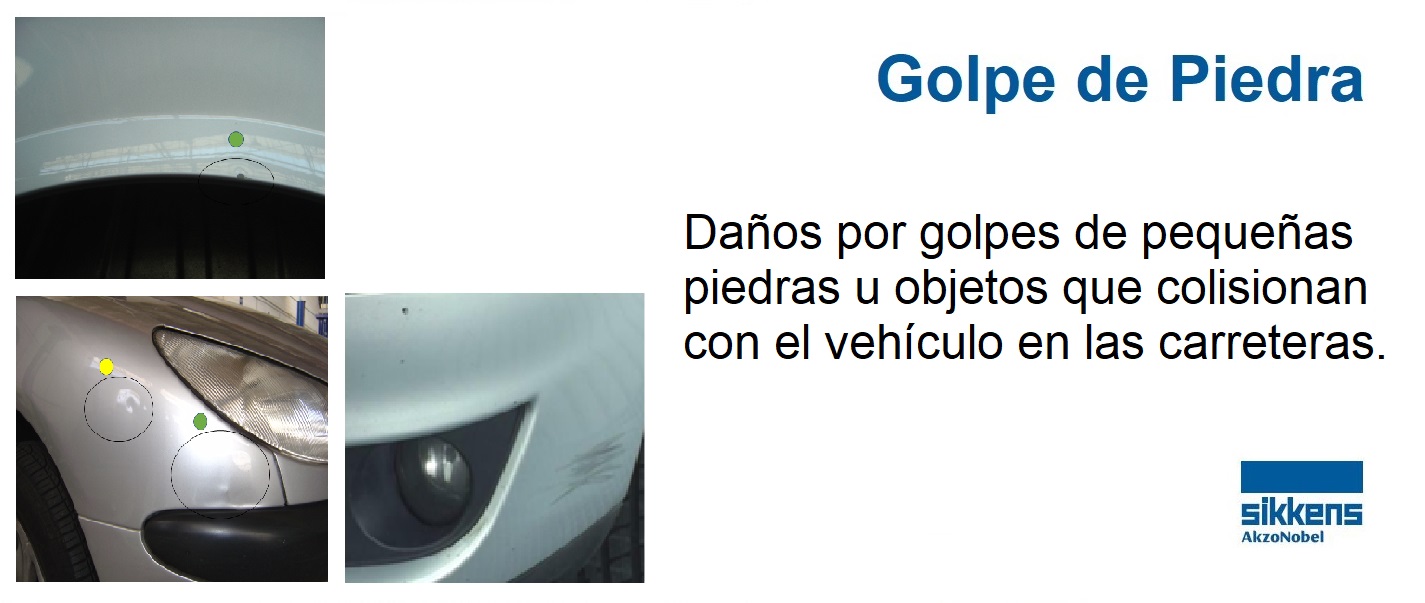 Golpe de Piedra
Daños por golpes de pequeñas
piedras u objetos que colisionan
con el vehículo en las carreteras.
sikkens
AkzoNobel